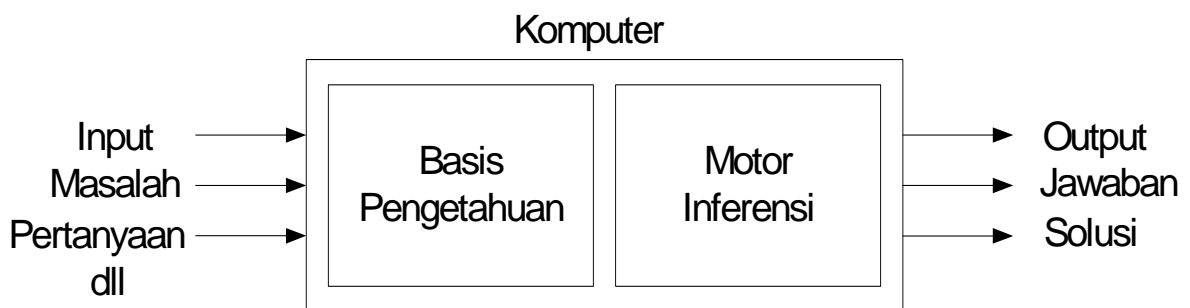 Komputer
Input
Masalah
Pertanyaan
dll
Basis
Pengetahuan
Motor
Inferensi
Output
Jawaban
Solusi